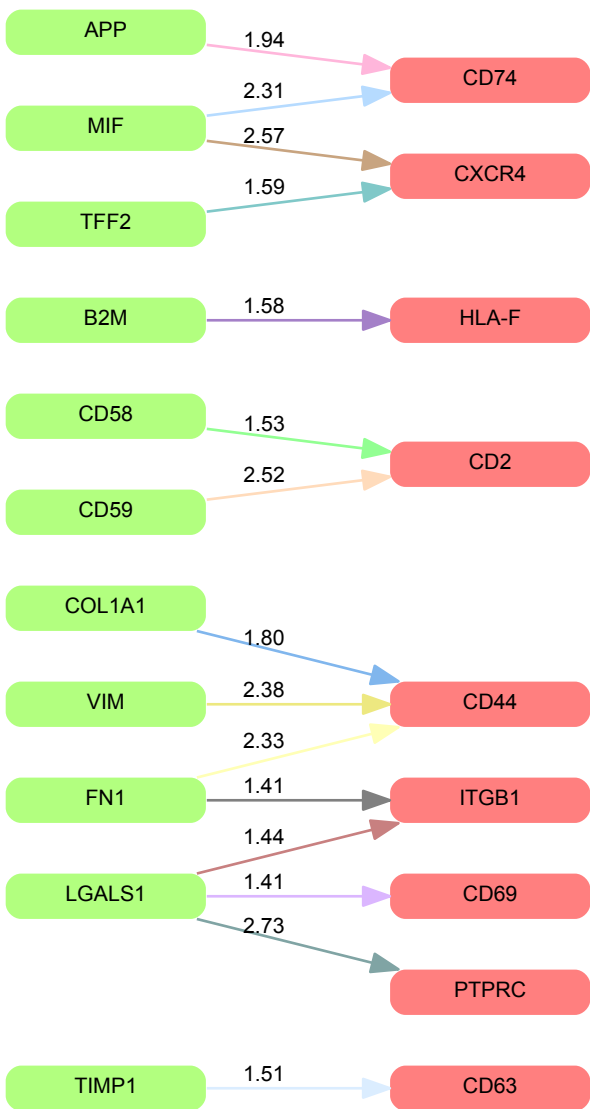 APP
1.94
CD74
2.31
MIF
2.57
CXCR4
1.59
TFF2
B2M
1.58
HLA-F
CD58
1.53
CD2
2.52
CD59
COL1A1
1.80
VIM
2.38
CD44
2.33
FN1
1.41
ITGB1
1.44
LGALS1
1.41
CD69
2.73
PTPRC
TIMP1
1.51
CD63